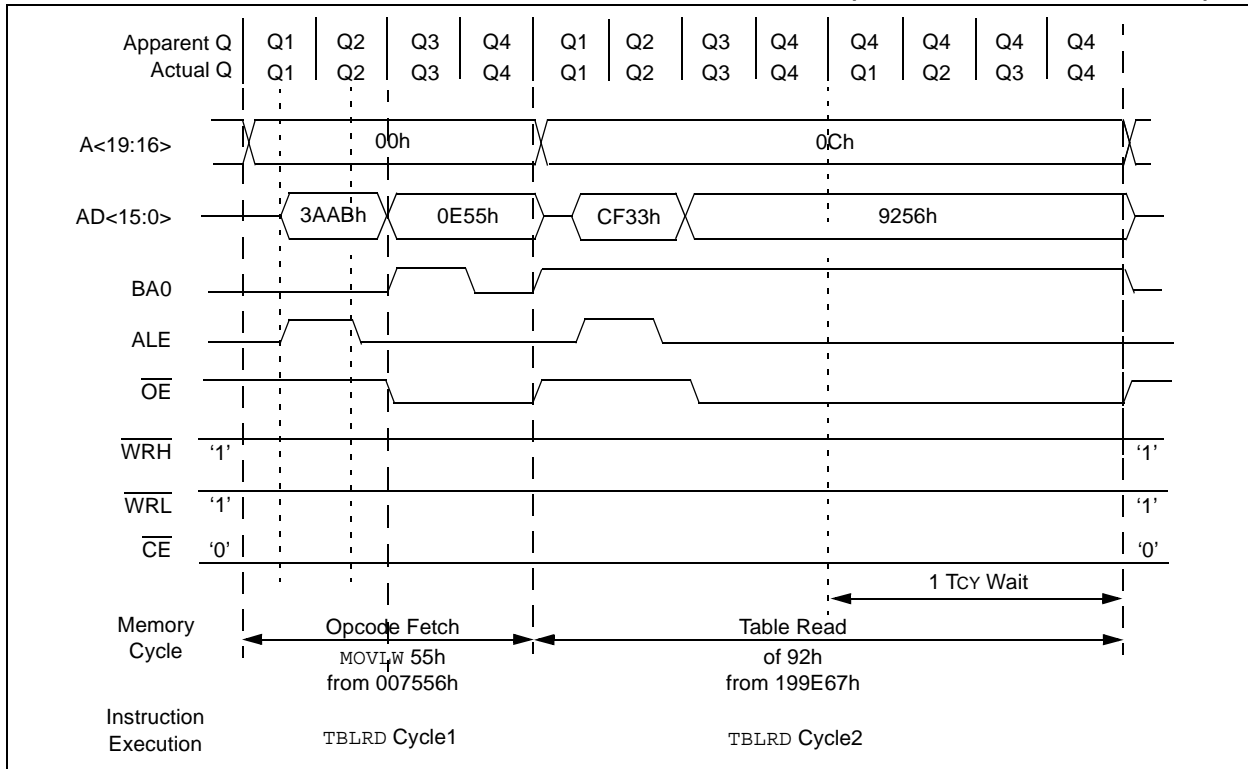 Apparent Q Q1 Q2 Q3 Q4 Q1 Q2 Q3 Q4 Q4 Q4 Q4 Q4
Actual Q Q1 Q2 Q3 Q4 Q1 Q2 Q3 Q4 Q1 Q2 Q3 Q4
A<19:16> 00h 0Ch
AD<15:0> 3AABh 0E55h CF33h 9256h
BA0
ALE
OE
WRH ‘1’ ‘1’
WRL ‘1’ ‘1’
CE ‘0’ ‘0’
1 TCY Wait
Memory
Cycle
Opcode Fetch
MOVLW 55h
from 007556h
Table Read
of 92h
from 199E67h
Instruction
Execution
TBLRD Cycle1
TBLRD Cycle2